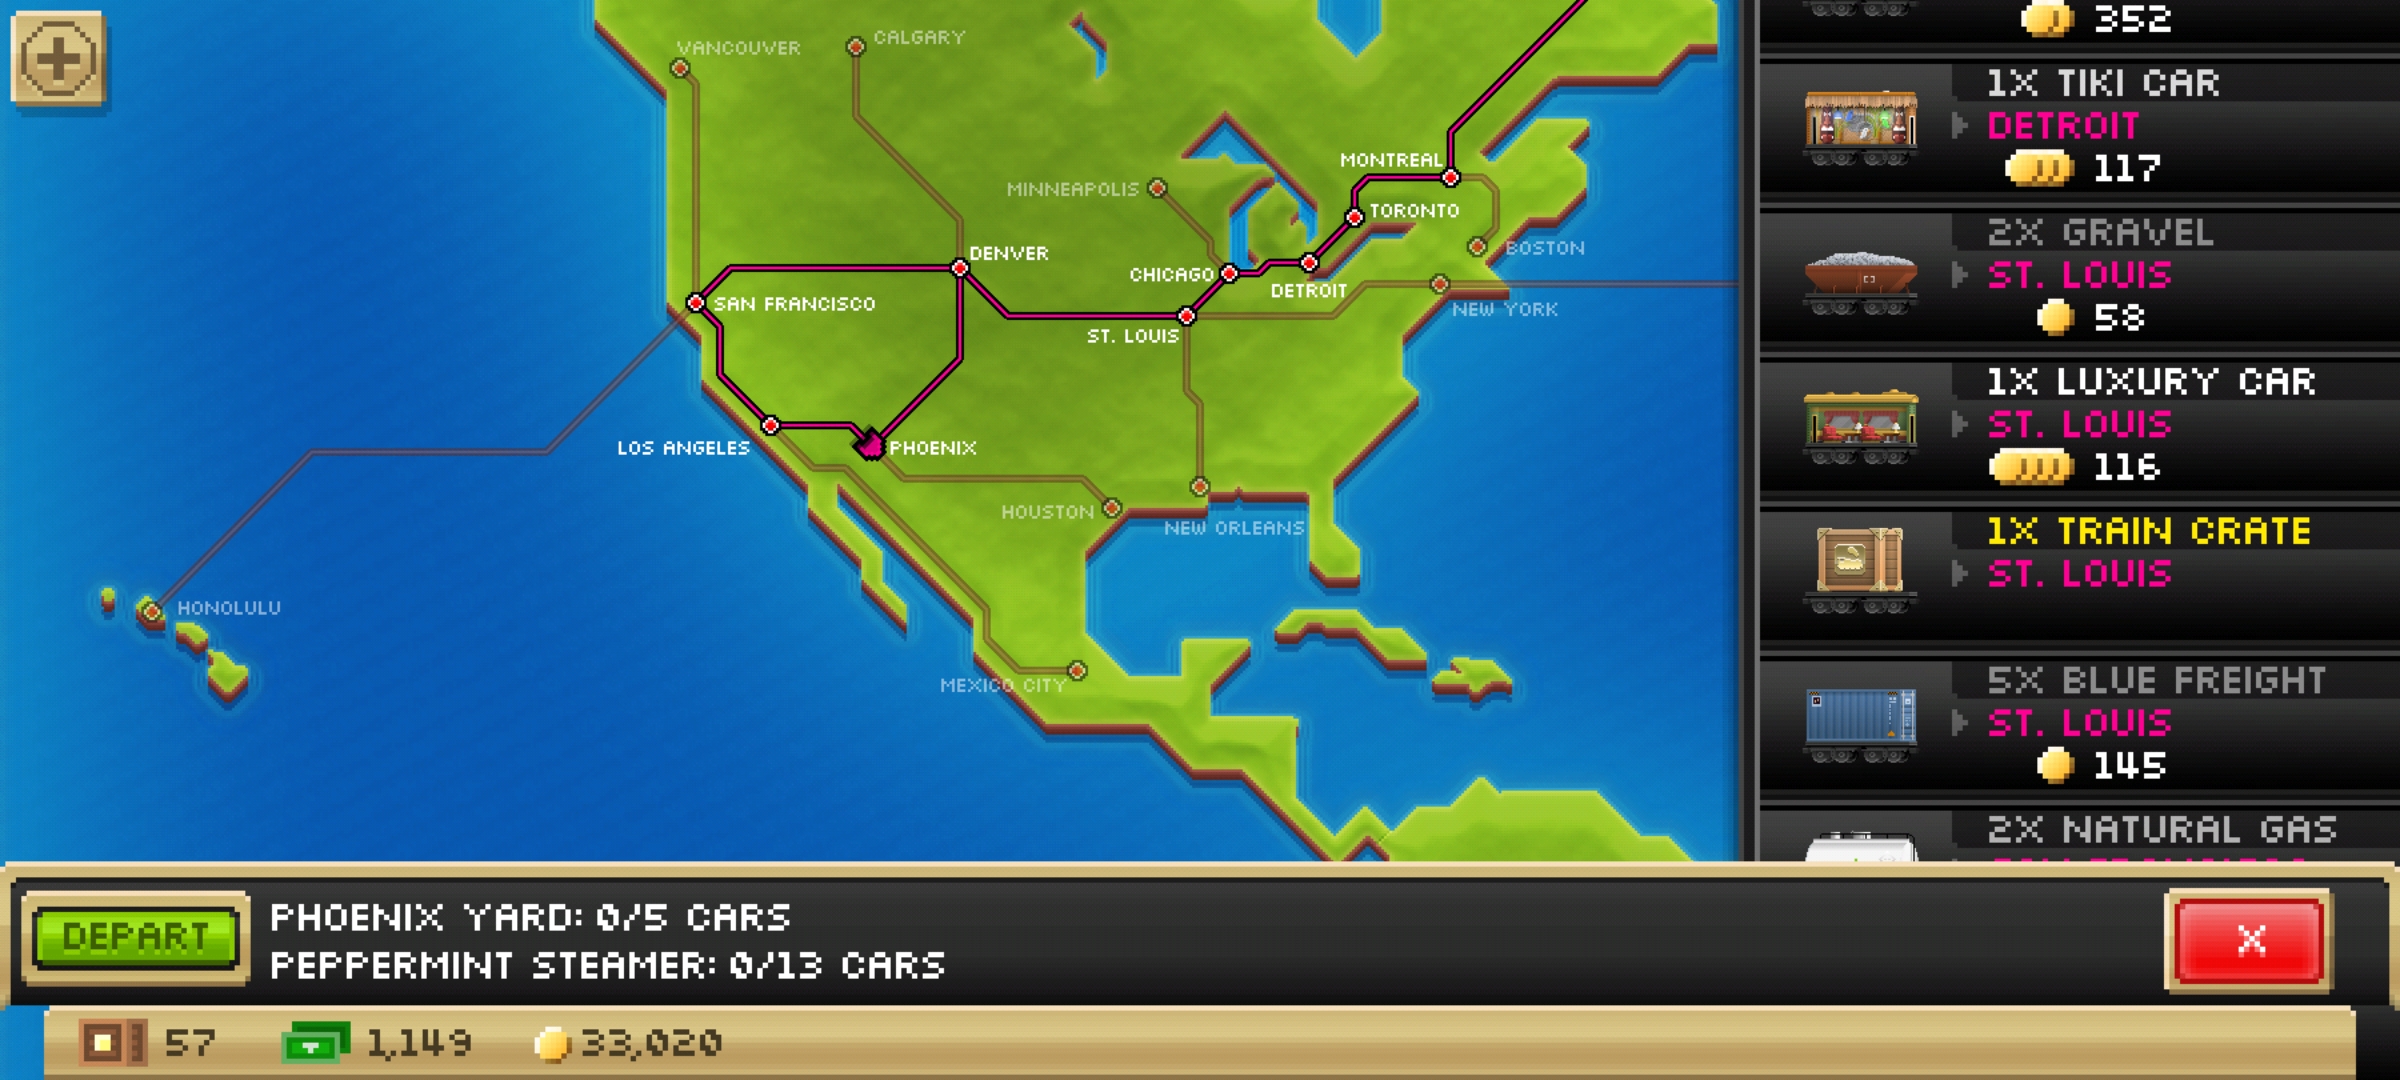 VANCOUVER
CALGARY
MINNEAPOLIS
MONTREAL
TORONTO
BOSTON
DENVER
CHICAGO
DETROIT
NEW YORK
SAN FRANCISCO
ST. LOUIS
LOS ANGELES
PHOENIX
HOUSTON
NEW ORLEANS
HONOLULU
MEXICO CITY
352
1X TIKI CAR
DETROIT
117
2X GRAVEL
ST. LOUIS
58
1X LUXURY CAR
ST. LOUIS
116
1X TRAIN CRATE
ST. LOUIS
5X BLUE FREIGHT
ST. LOUIS
145
2X NATURAL GAS
DEPART
PHOENIX YARD: 0/5 CARS
PEPPERMINT STEAMER: 0/13 CARS
X
57
1,149
33,020